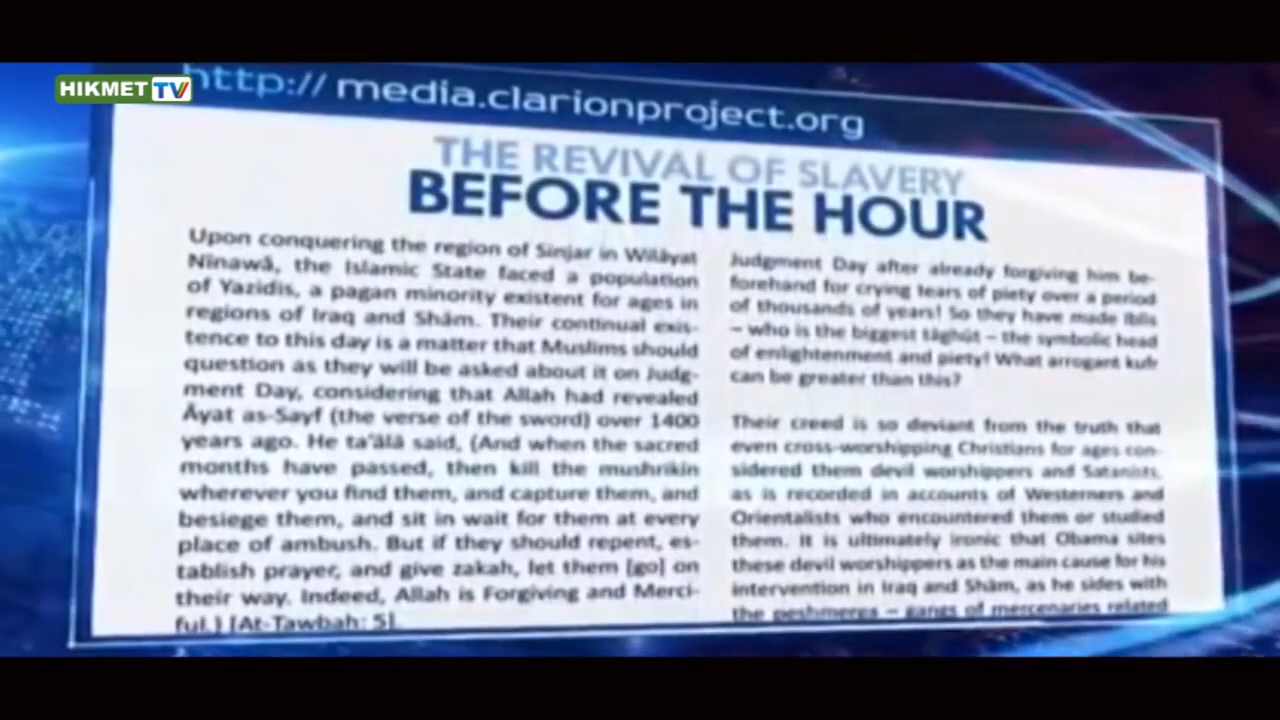 HIKMET TV
http:// media.clarionproject.org
THE REVIVAL OF SLAVERY
BEFORE THE HOUR
Upon conquering the region of Sinjar in Wilāyat
Nīnawā, the Islamic State faced a population
of Yazidis, a pagan minority existent for ages in
regions of Iraq and Shām. Their continual exis-
tence to this day is a matter that Muslims should
question as they will be asked about it on Judg-
ment Day, considering that Allah had revealed
Āyat as-Sayf (the verse of the sword) over 1400
years ago. He ta'ālā said, {And when the sacred
months have passed, then kill the mushrikīn
wherever you find them, and capture them, and
besiege them, and sit in wait for them at every
place of ambush. But if they should repent, es-
tablish prayer, and give zakah, let them [go] on
their way. Indeed, Allah is Forgiving and Merci-
ful.} [At-Tawbah: 5]
Judgment Day after already forgiving him be-
forehand for crying tears of piety over a period
of thousands of years! So they have made Iblīs
– who is the biggest tāghūt – the symbolic head
of enlightenment and piety! What arrogant kufr
can be greater than this?
Their creed is so deviant from the truth that
even cross-worshipping Christians for ages con-
sidered them devil worshippers and Satanists,
as is recorded in accounts of Westerners and
Orientalists who encountered them or studied
them. It is ultimately ironic that Obama sites
these devil worshippers as the main cause for his
intervention in Iraq and Shām, as he sides with
the peshmerga – gangs of mercenaries related